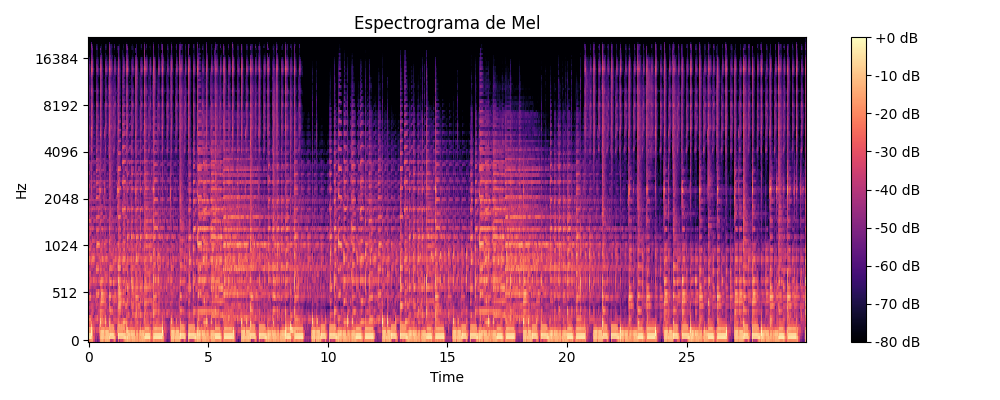 Espectrograma de Mel
Hz
16384
8192
4096
2048
1024
512
0
0 5 10 15 20 25
Time
+0 dB
-10 dB
-20 dB
-30 dB
-40 dB
-50 dB
-60 dB
-70 dB
-80 dB